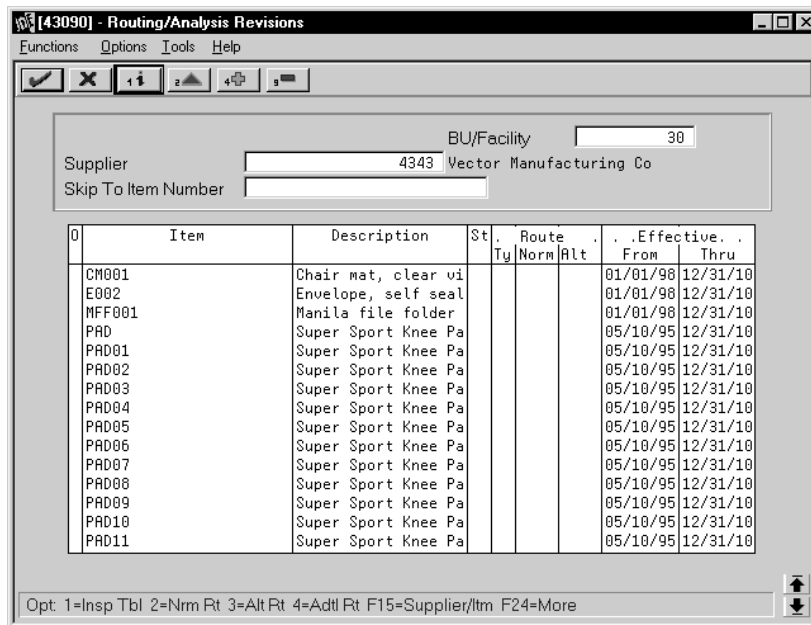 [43090] - Routing/Analysis Revisions
Functions Options Tools Help
1 i 2 4 9
BU/Facility 30
Supplier 4343 Vector Manufacturing Co
Skip To Item Number
O Item Description St . Route . . .Effective. .
Ty Norm Alt From Thru
CM001 Chair mat, clear vi 01/01/98 12/31/10
E002 Envelope, self seal 01/01/98 12/31/10
MFF001 Manila file folder 01/01/98 12/31/10
PAD Super Sport Knee Pa 05/10/95 12/31/10
PAD01 Super Sport Knee Pa 05/10/95 12/31/10
PAD02 Super Sport Knee Pa 05/10/95 12/31/10
PAD03 Super Sport Knee Pa 05/10/95 12/31/10
PAD04 Super Sport Knee Pa 05/10/95 12/31/10
PAD05 Super Sport Knee Pa 05/10/95 12/31/10
PAD06 Super Sport Knee Pa 05/10/95 12/31/10
PAD07 Super Sport Knee Pa 05/10/95 12/31/10
PAD08 Super Sport Knee Pa 05/10/95 12/31/10
PAD09 Super Sport Knee Pa 05/10/95 12/31/10
PAD10 Super Sport Knee Pa 05/10/95 12/31/10
PAD11 Super Sport Knee Pa 05/10/95 12/31/10
Opt: 1=Insp Tbl 2=Nrm Rt 3=Alt Rt 4=Adtl Rt F15=Supplier/Itm F24=More